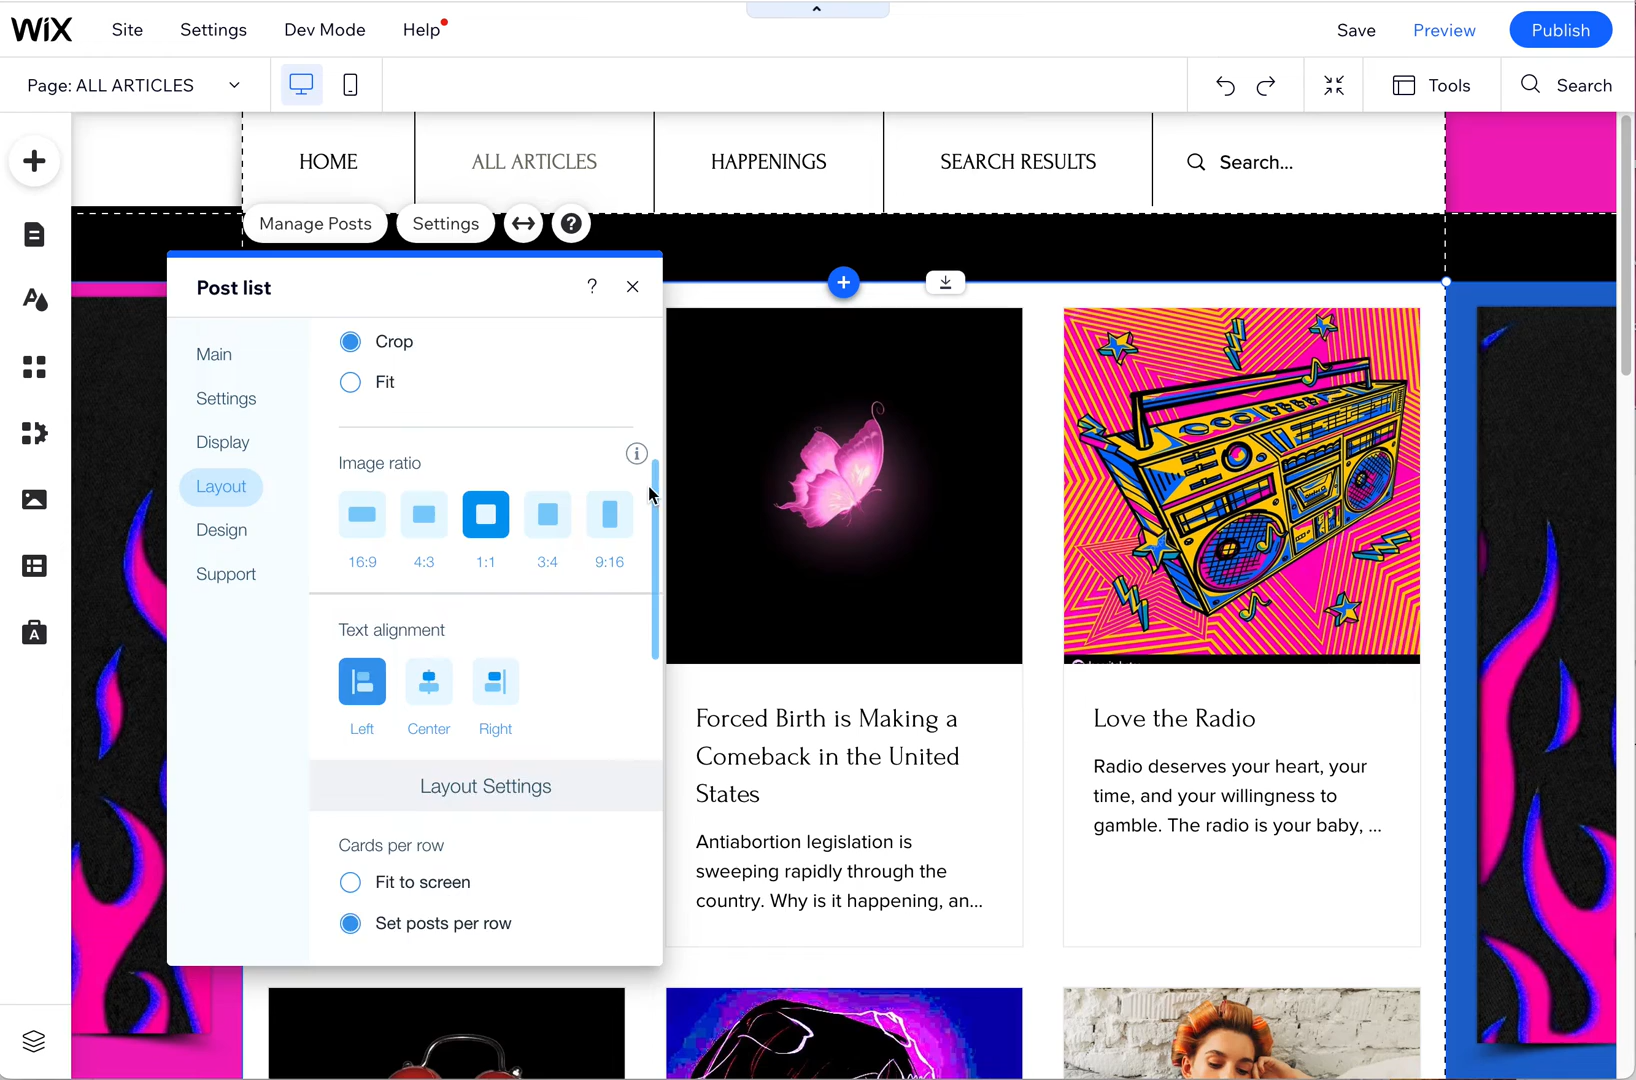 WiX
Site
Settings
Dev Mode
Help
Save
Preview
Publish
Page: ALL ARTICLES
Tools
Search
HOME
ALL ARTICLES
HAPPENINGS
SEARCH RESULTS
Search...
Manage Posts
Settings
?
Post list
?
Main
Settings
Display
Layout
Design
Support
Crop
Fit
Image ratio
16:9
4:3
1:1
3:4
9:16
Text alignment
Left
Center
Right
Layout Settings
Cards per row
Fit to screen
Set posts per row
Forced Birth is Making a
Comeback in the United
States
Antiabortion legislation is
sweeping rapidly through the
country. Why is it happening, an...
Love the Radio
Radio deserves your heart, your
time, and your willingness to
gamble. The radio is your baby, ...